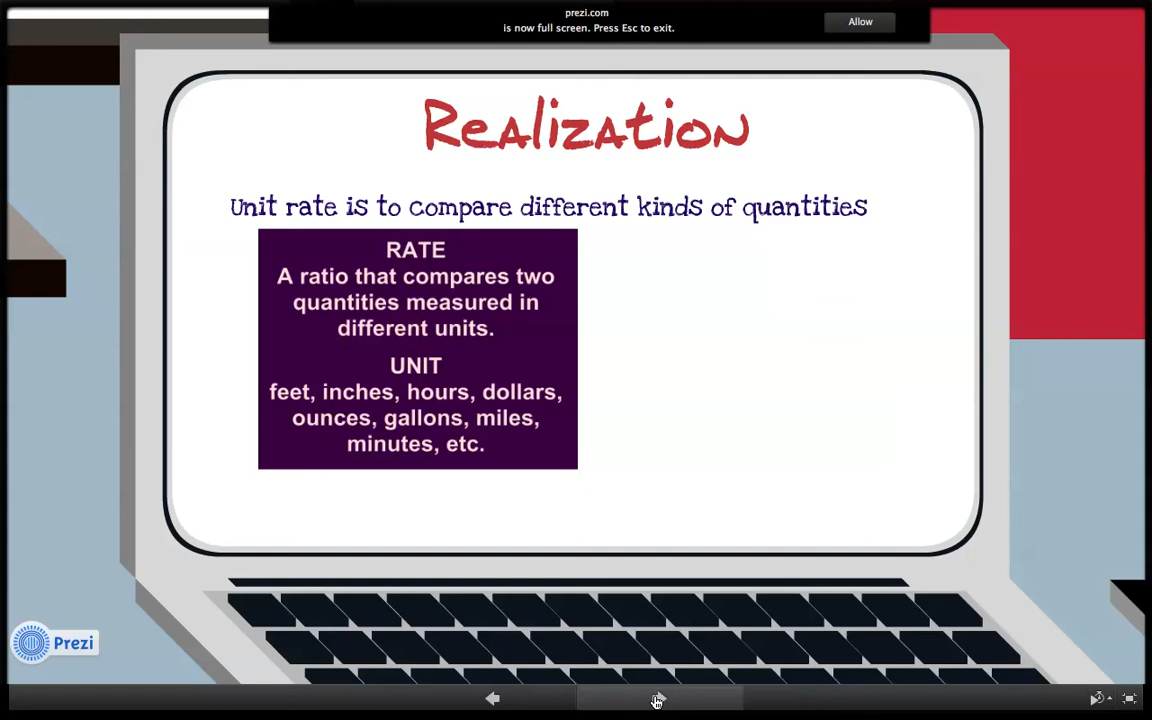 prezi.com
is now full screen. Press Esc to exit.
Allow
Realization
Unit rate is to compare different kinds of quantities
RATE
A ratio that compares two
quantities measured in
different units.
UNIT
feet, inches, hours, dollars,
ounces, gallons, miles,
minutes, etc.
Prezi